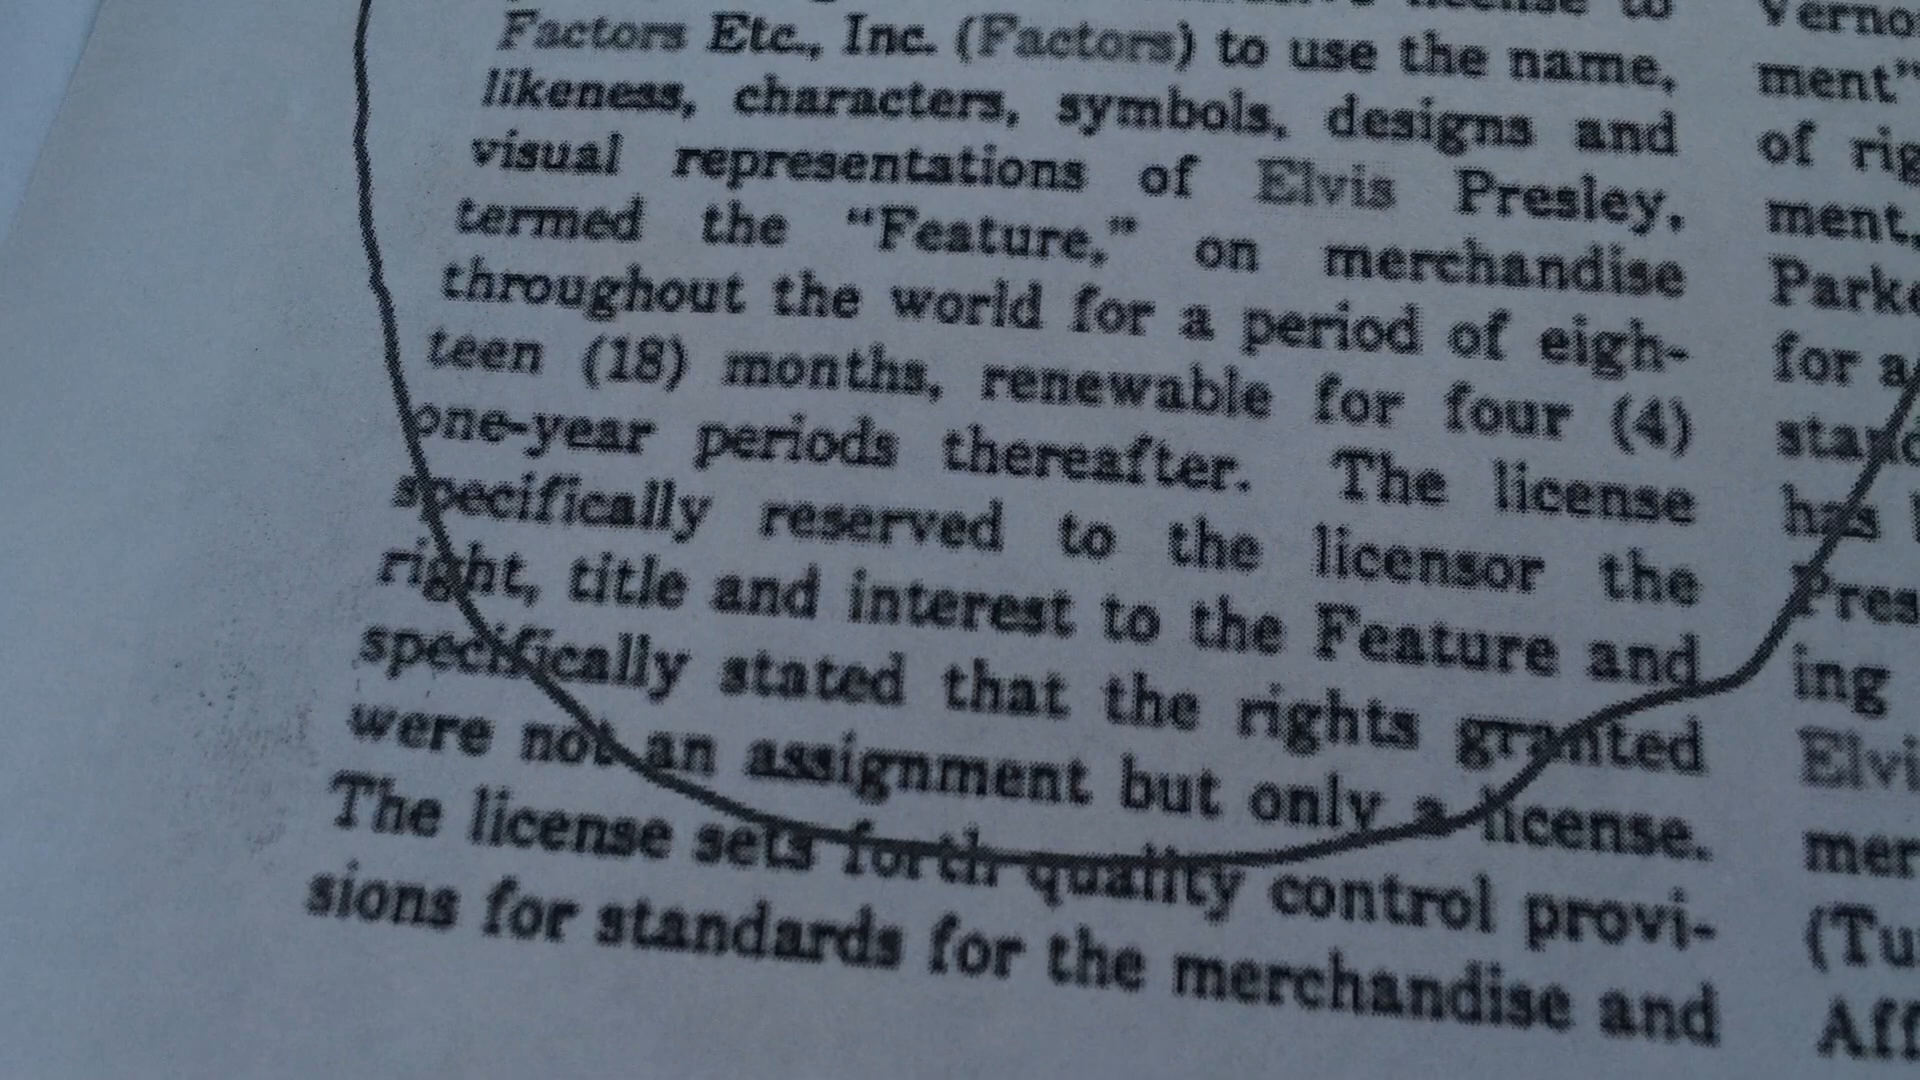 license to
Factors Etc., Inc. (Factors) to use the name,
likeness, characters, symbols, designs and
visual representations of Elvis Presley,
termed the “Feature,” on merchandise
throughout the world for a period of eigh-
teen (18) months, renewable for four (4)
one-year periods thereafter. The license
specifically reserved to the licensor the
right, title and interest to the Feature and
specifically stated that the rights granted
were not an assignment but only a license.
The license sets forth quality control provi-
sions for standards for the merchandise and
Verno
ment”
of rig
ment,
Parke
for a
stand
has
Pres
ing
Elvi
mer
(Tu
Aff